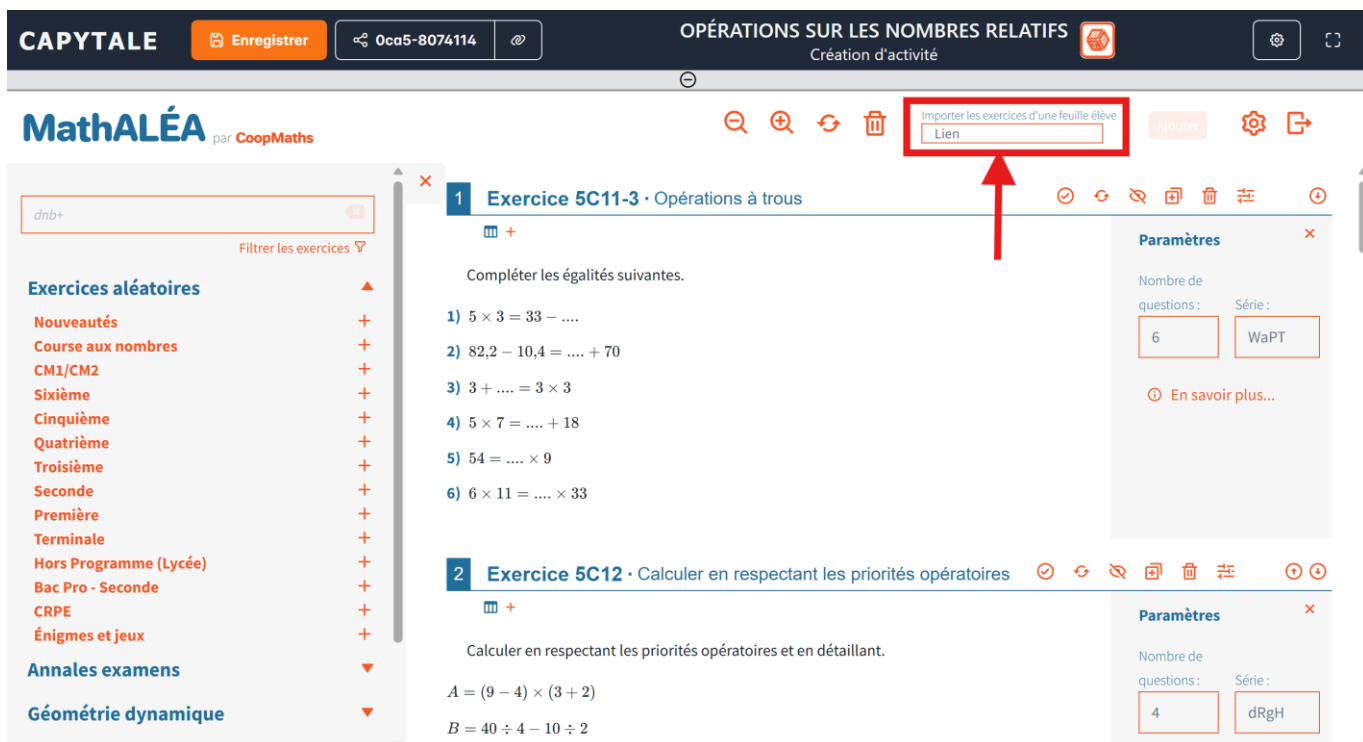 CAPYTALE
Enregistrer
0ca5-8074114
OPÉRATIONS SUR LES NOMBRES RELATIFS
Création d'activité
MathALÉA par CoopMaths
Importer les exercices d'une feuille élève
Lien
Ajouter
dnb+
Filtrer les exercices
Exercices aléatoires
Nouveautés
Course aux nombres
CM1/CM2
Sixième
Cinquième
Quatrième
Troisième
Seconde
Première
Terminale
Hors Programme (Lycée)
Bac Pro - Seconde
CRPE
Énigmes et jeux
Annales examens
Géométrie dynamique
1 Exercice 5C11-3 · Opérations à trous
Compléter les égalités suivantes.
1) 5 × 3 = 33 − ....
2) 82,2 − 10,4 = .... + 70
3) 3 + .... = 3 × 3
4) 5 × 7 = .... + 18
5) 54 = .... × 9
6) 6 × 11 = .... × 33
Paramètres
Nombre de
questions : Série :
6 WaPT
En savoir plus...
2 Exercice 5C12 · Calculer en respectant les priorités opératoires
Calculer en respectant les priorités opératoires et en détaillant.
A = (9 − 4) × (3 + 2)
B = 40 ÷ 4 − 10 ÷ 2
Paramètres
Nombre de
questions : Série :
4 dRgH